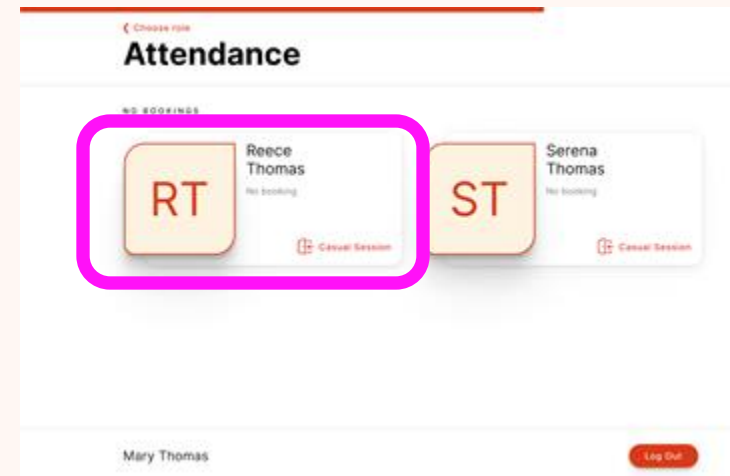 Choose role
Attendance
NO BOOKINGS
RT
Reece
Thomas
No booking
Casual Session
ST
Serena
Thomas
No booking
Casual Session
Mary Thomas
Log Out